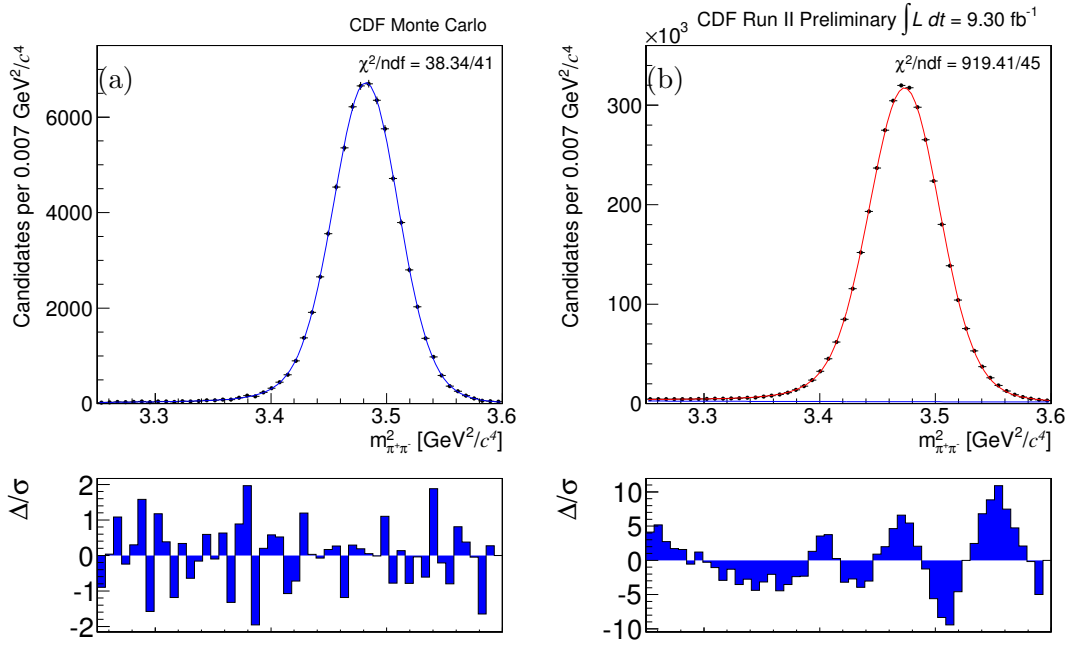 CDF Monte Carlo
(a)
χ²/ndf = 38.34/41
Candidates per 0.007 GeV²/c⁴
6000
4000
2000
0
3.3 3.4 3.5 3.6
m²π⁺π⁻ [GeV²/c⁴]
Δ/σ
2
1
0
-1
-2
CDF Run II Preliminary ∫L dt = 9.30 fb⁻¹
×10³
(b)
χ²/ndf = 919.41/45
Candidates per 0.007 GeV²/c⁴
300
200
100
0
3.3 3.4 3.5 3.6
m²π⁺π⁻ [GeV²/c⁴]
Δ/σ
10
5
0
-5
-10